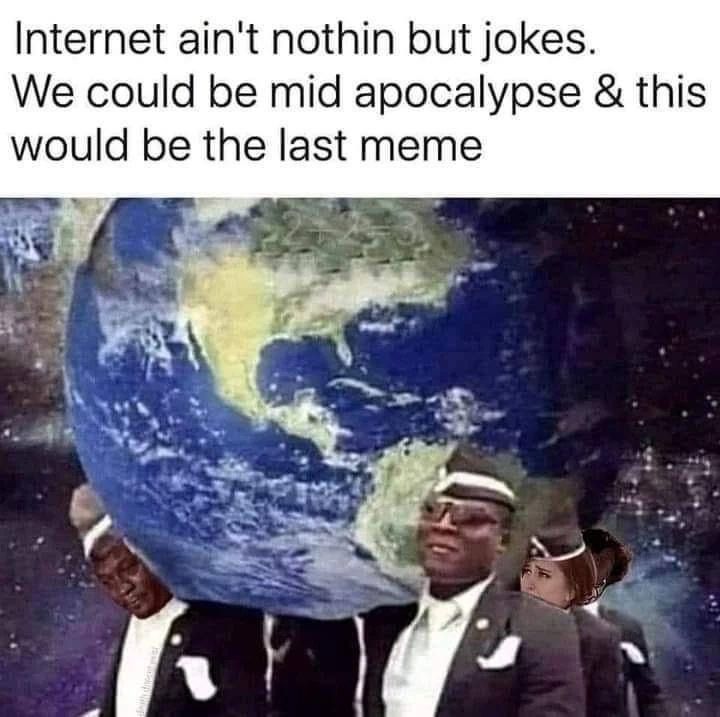 Internet ain't nothin but jokes.
We could be mid apocalypse & this
would be the last meme